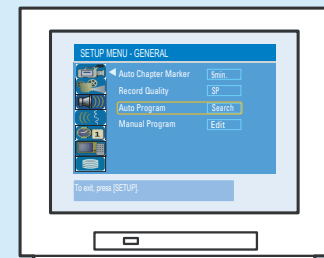 SETUP MENU - GENERAL
Auto Chapter Marker 5min.
Record Quality SP
Auto Program Search
Manual Program Edit
To exit, press [SETUP].